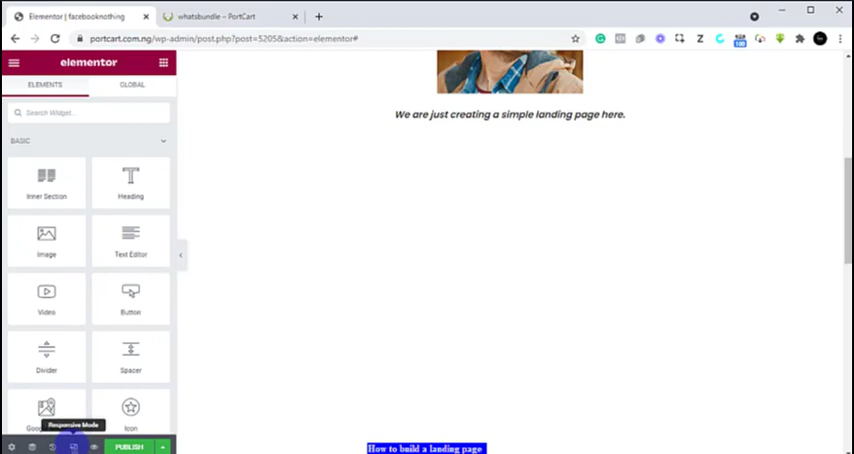 Elementor | facebooknothing
whatsbundle – PortCart
portcart.com.ng/wp-admin/post.php?post=5205&action=elementor#
100
elementor
ELEMENTS
GLOBAL
Search Widget...
BASIC
Inner Section
Heading
Image
Text Editor
Video
Button
Divider
Spacer
Icon
Responsive Mode
PUBLISH
We are just creating a simple landing page here.
How to build a landing page